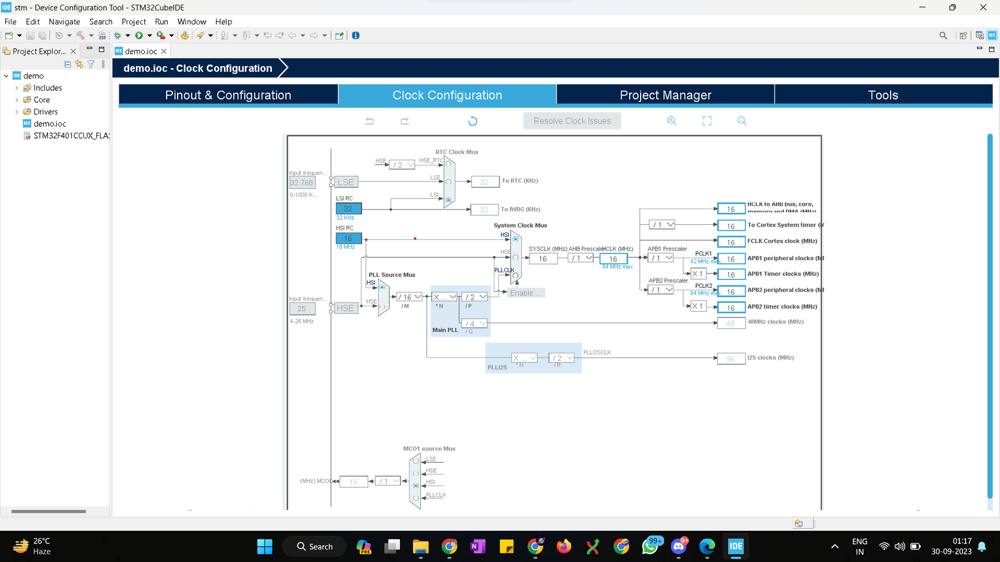 IDE stm - Device Configuration Tool - STM32CubeIDE
File Edit Navigate Search Project Run Window Help
Project Explor...
demo.ioc
IDE demo
Includes
Core
Drivers
MX demo.ioc
STM32F401CCUX_FLAS
demo.ioc - Clock Configuration
Pinout & Configuration
Clock Configuration
Project Manager
Tools
Resolve Clock Issues
RTC Clock Mux
HSE
/ 2
HSE_RTC
Input frequen...
32.768
LSE
LSE
32
To RTC (KHz)
0-1000 K...
LSI RC
LSI
32
32
To IWDG (KHz)
32 KHz
HSI RC
16
16 MHz
System Clock Mux
HSI
HSE
PLLCLK
SYSCLK (MHz)
AHB Prescaler
HCLK (MHz)
16
/ 1
16
84 MHz max
Enable ...
16
HCLK to AHB bus, core,
memory and DMA (MHz)
/ 1
16
To Cortex System timer (M
16
FCLK Cortex clock (MHz)
APB1 Prescaler
/ 1
PCLK1
42 MHz max
16
APB1 peripheral clocks (M
X 1
16
APB1 Timer clocks (MHz)
APB2 Prescaler
/ 1
PCLK2
84 MHz max
16
APB2 peripheral clocks (M
X 1
16
APB2 timer clocks (MHz)
48
48MHz clocks (MHz)
PLL Source Mux
HSI
HSE
/ 16
/ M
X ...
* N
/ 2
/ P
/ 4
/ Q
Main PLL
Input frequen...
25
HSE
4-26 MHz
X ...
* N
/ 2
/ R
PLLI2S
PLLI2SCLK
96
I2S clocks (MHz)
MCO1 source Mux
LSE
HSE
HSI
PLLCLK
(MHz) MCO
16
/ 1
26°C
Haze
Search
PRE
99+
9+
IDE
ENG
IN
01:17
30-09-2023